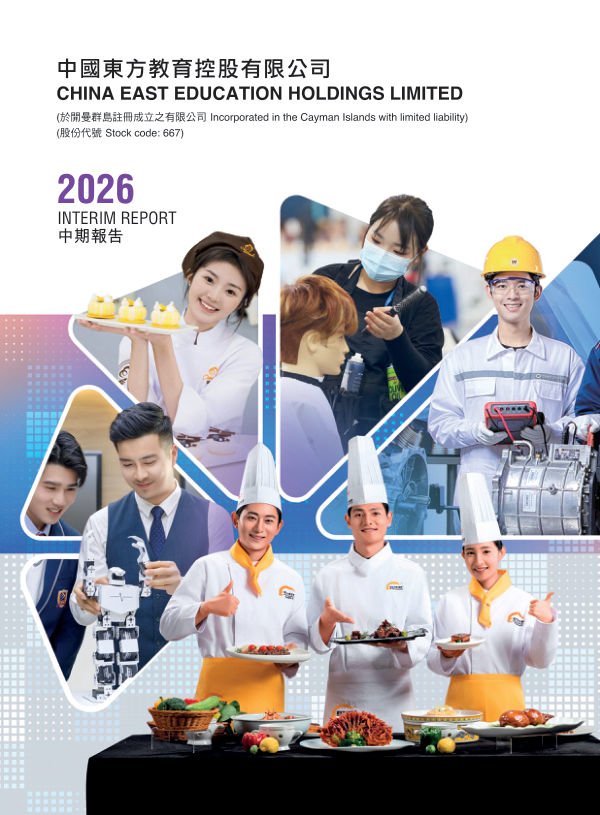 中國東方教育控股有限公司
CHINA EAST EDUCATION HOLDINGS LIMITED
(於開曼群島註冊成立之有限公司 Incorporated in the Cayman Islands with limited liability)
(股份代號 Stock code: 667)
2026
INTERIM REPORT
中期報告